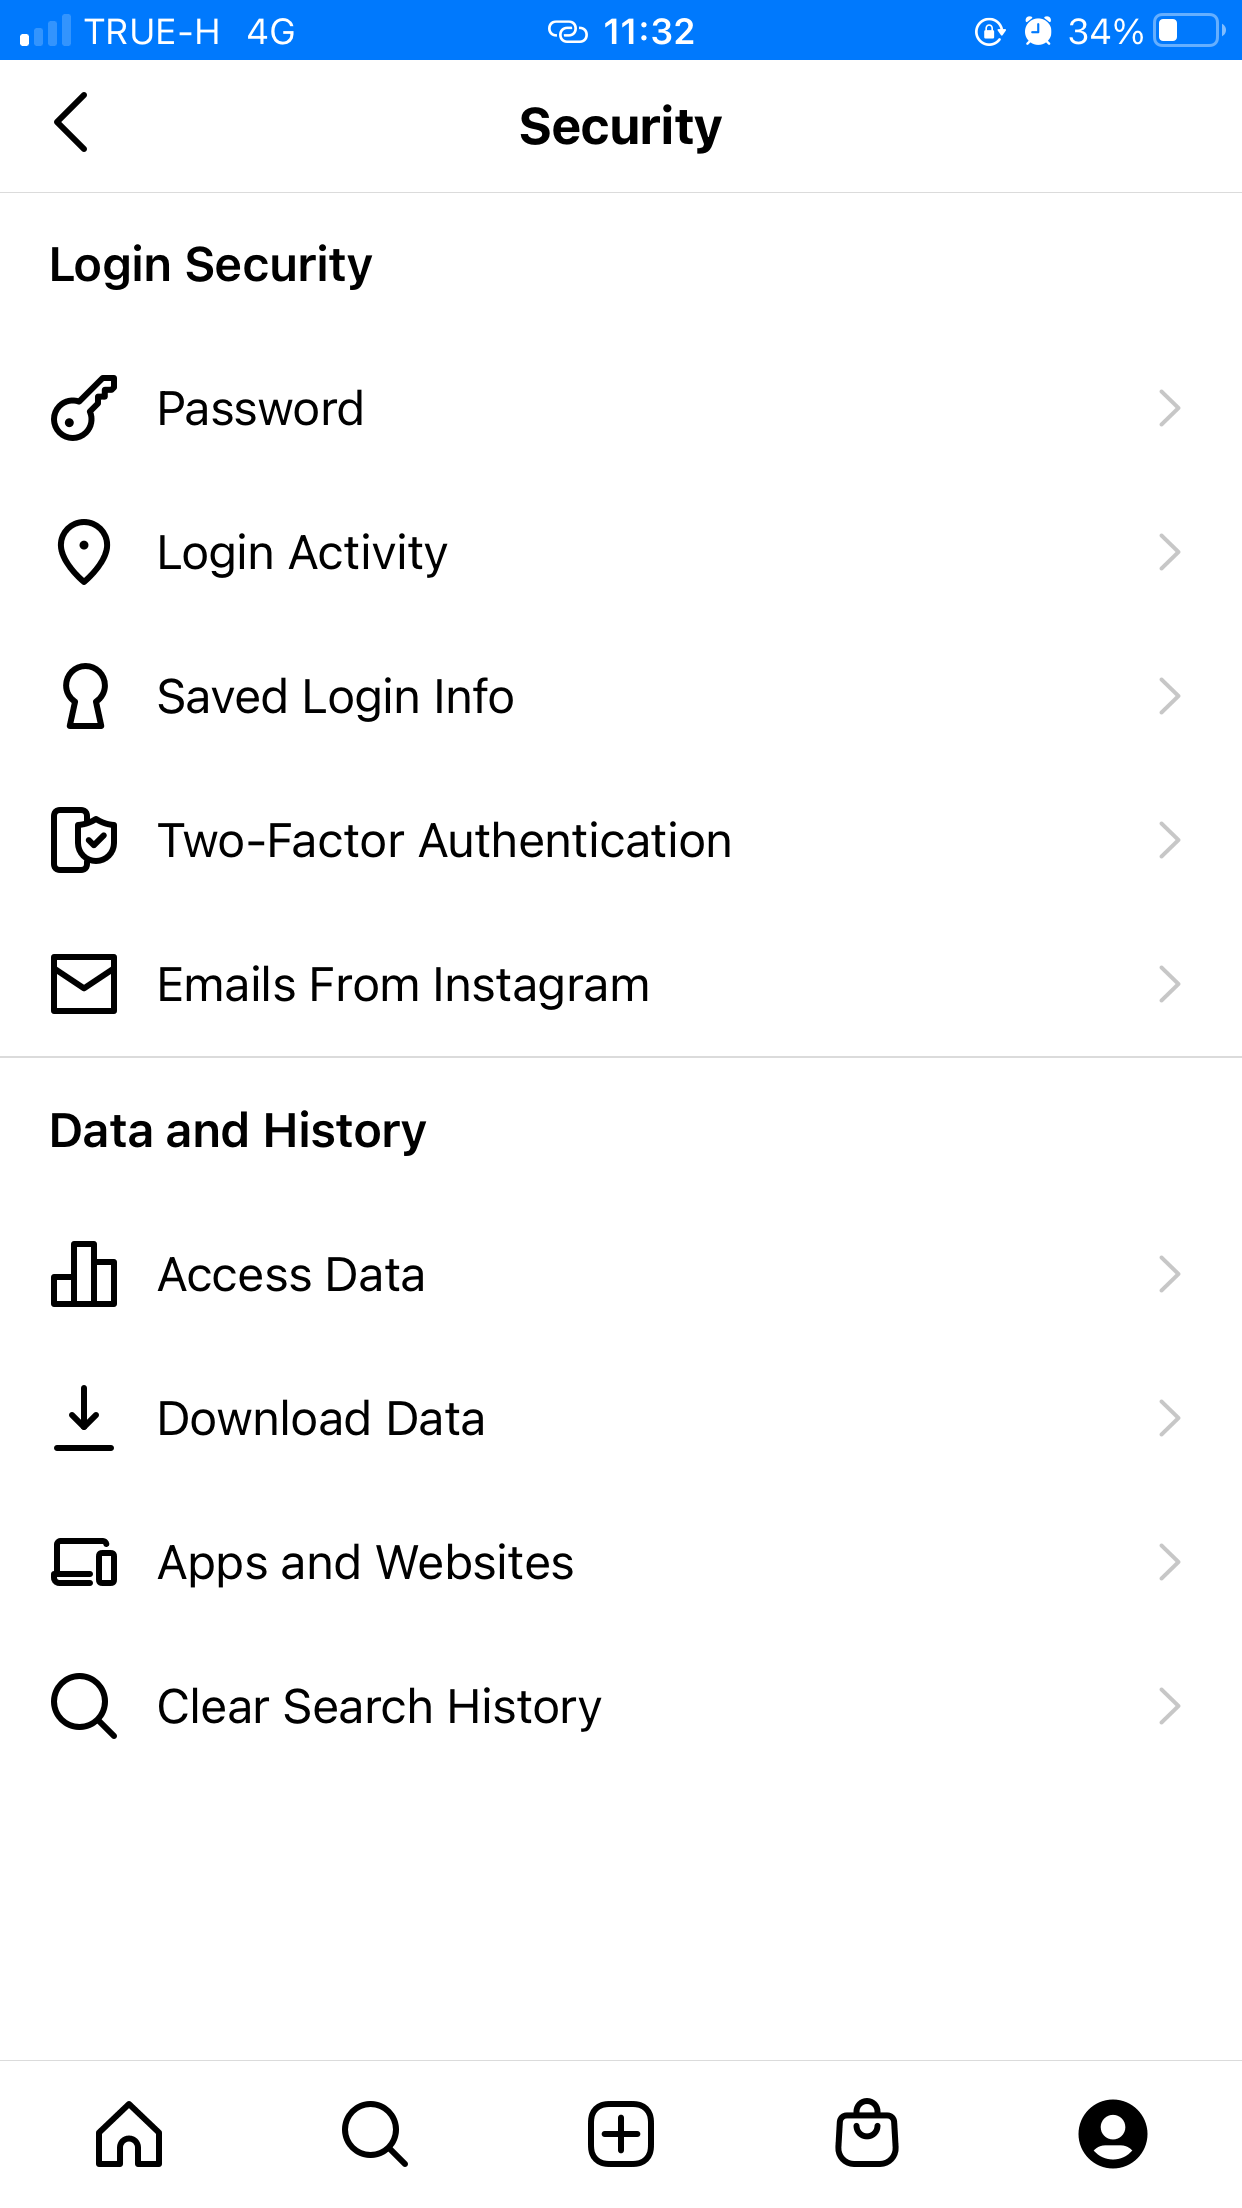 TRUE-H 4G 11:32 34%
Security
Login Security
Password
Login Activity
Saved Login Info
Two-Factor Authentication
Emails From Instagram
Data and History
Access Data
Download Data
Apps and Websites
Clear Search History